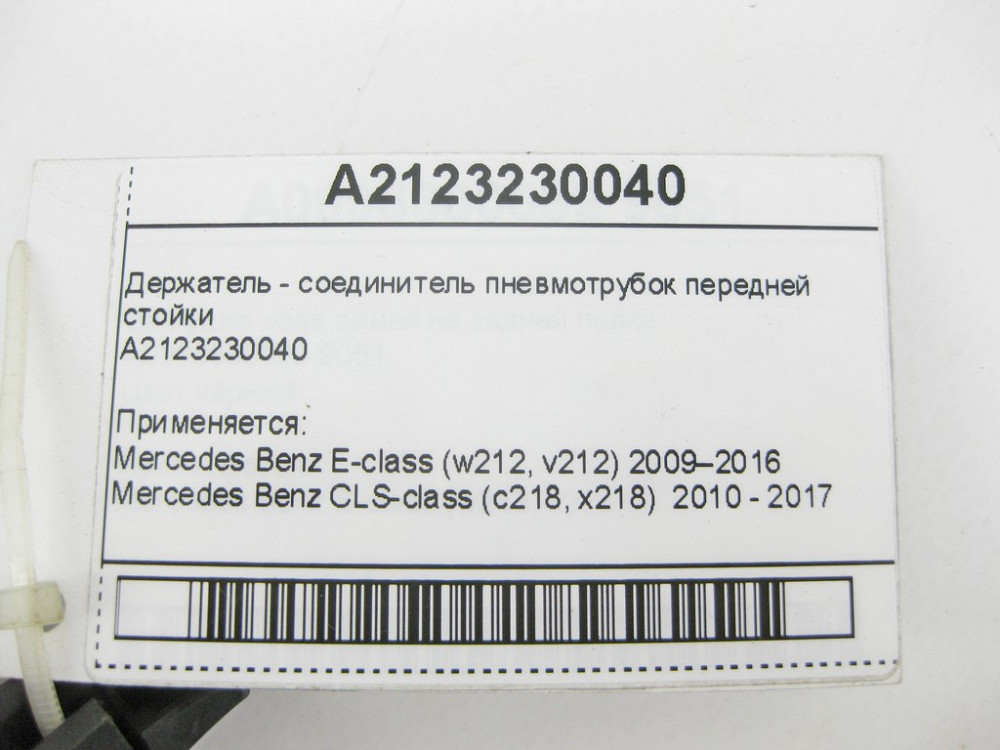 A2123230040
Держатель - соединитель пневмотрубок передней
стойки
A2123230040
Применяется:
Mercedes Benz E-class (w212, v212) 2009–2016
Mercedes Benz CLS-class (c218, x218) 2010 - 2017